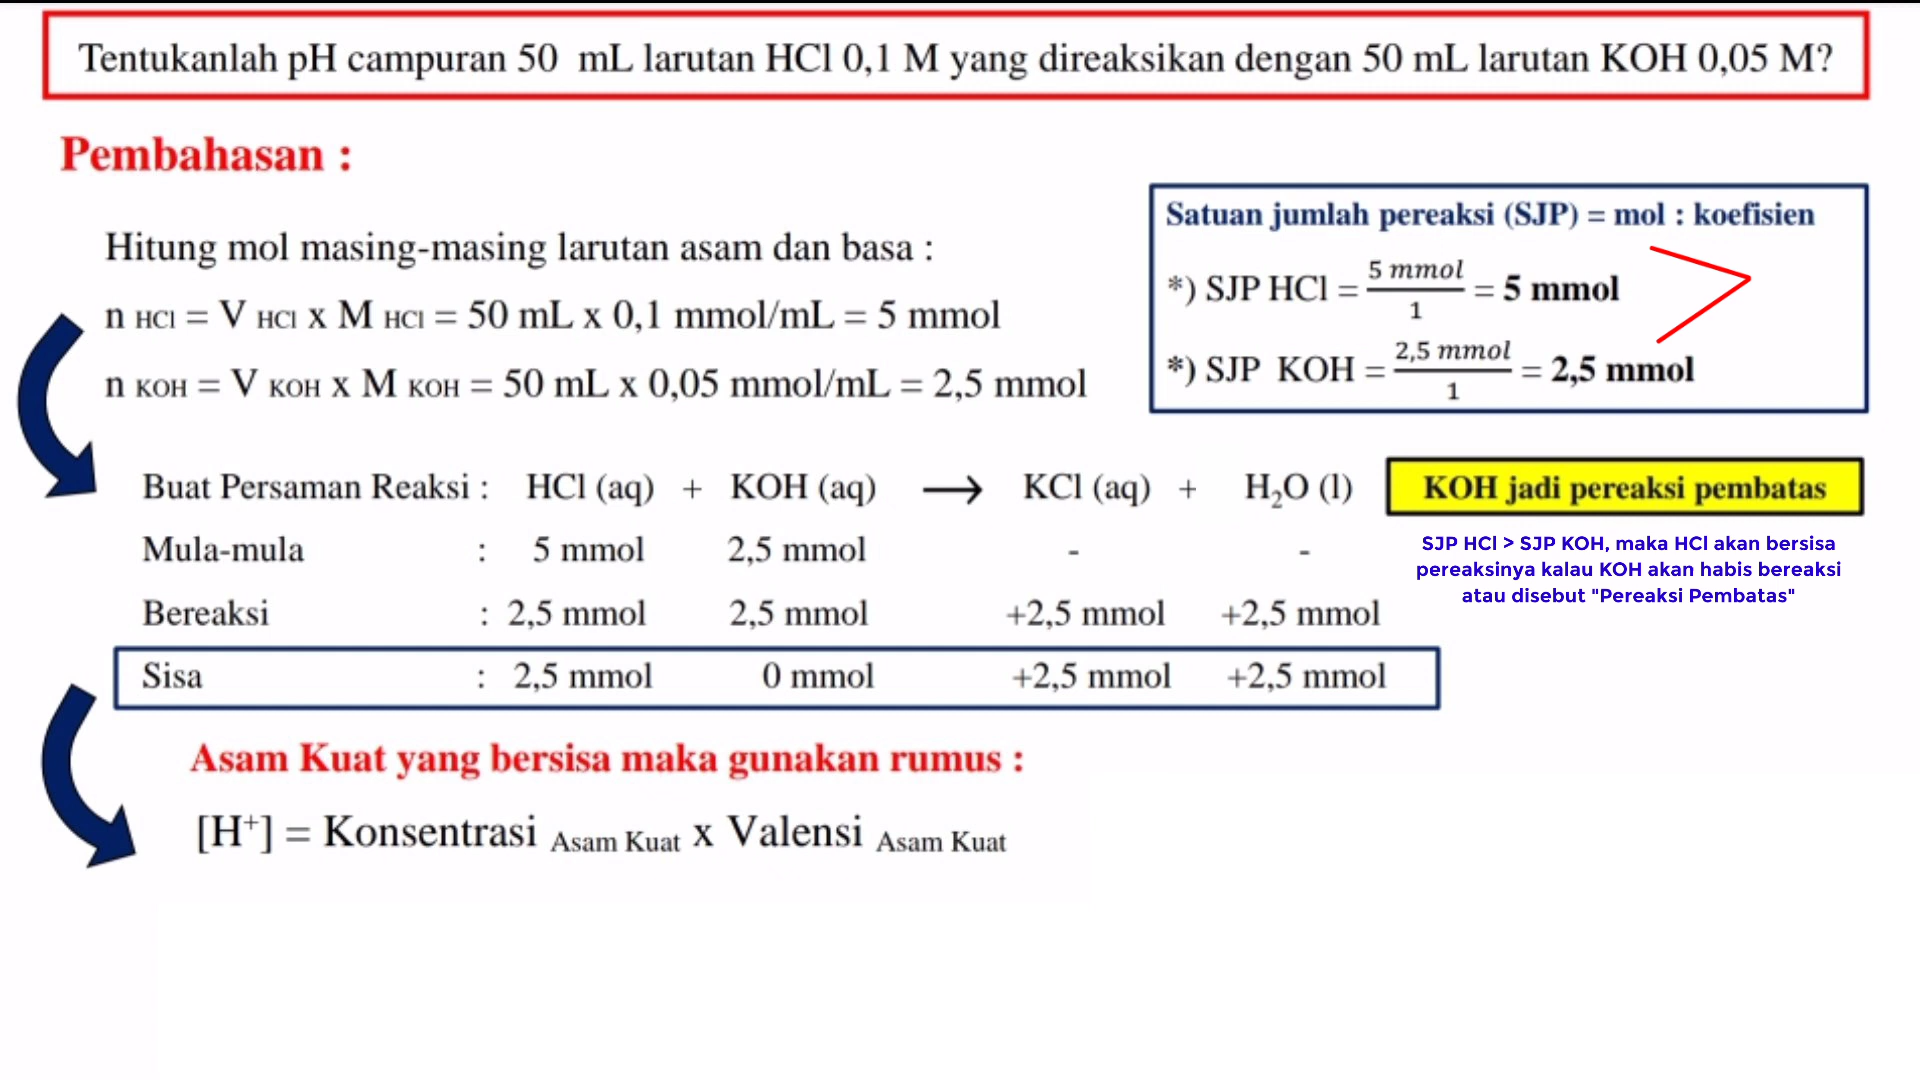 Tentukanlah pH campuran 50 mL larutan HCl 0,1 M yang direaksikan dengan 50 mL larutan KOH 0,05 M?
Pembahasan :
Hitung mol masing-masing larutan asam dan basa :
n HCl = V HCl x M HCl = 50 mL x 0,1 mmol/mL = 5 mmol
n KOH = V KOH x M KOH = 50 mL x 0,05 mmol/mL = 2,5 mmol
Satuan jumlah pereaksi (SJP) = mol : koefisien
*) SJP HCl = 5 mmol / 1 = 5 mmol
*) SJP KOH = 2,5 mmol / 1 = 2,5 mmol
Buat Persaman Reaksi : HCl (aq) + KOH (aq) → KCl (aq) + H₂O (l)
KOH jadi pereaksi pembatas
Mula-mula : 5 mmol 2,5 mmol - -
Bereaksi : 2,5 mmol 2,5 mmol +2,5 mmol +2,5 mmol
Sisa : 2,5 mmol 0 mmol +2,5 mmol +2,5 mmol
SJP HCl > SJP KOH, maka HCl akan bersisa
pereaksinya kalau KOH akan habis bereaksi
atau disebut "Pereaksi Pembatas"
Asam Kuat yang bersisa maka gunakan rumus :
[H⁺] = Konsentrasi Asam Kuat x Valensi Asam Kuat